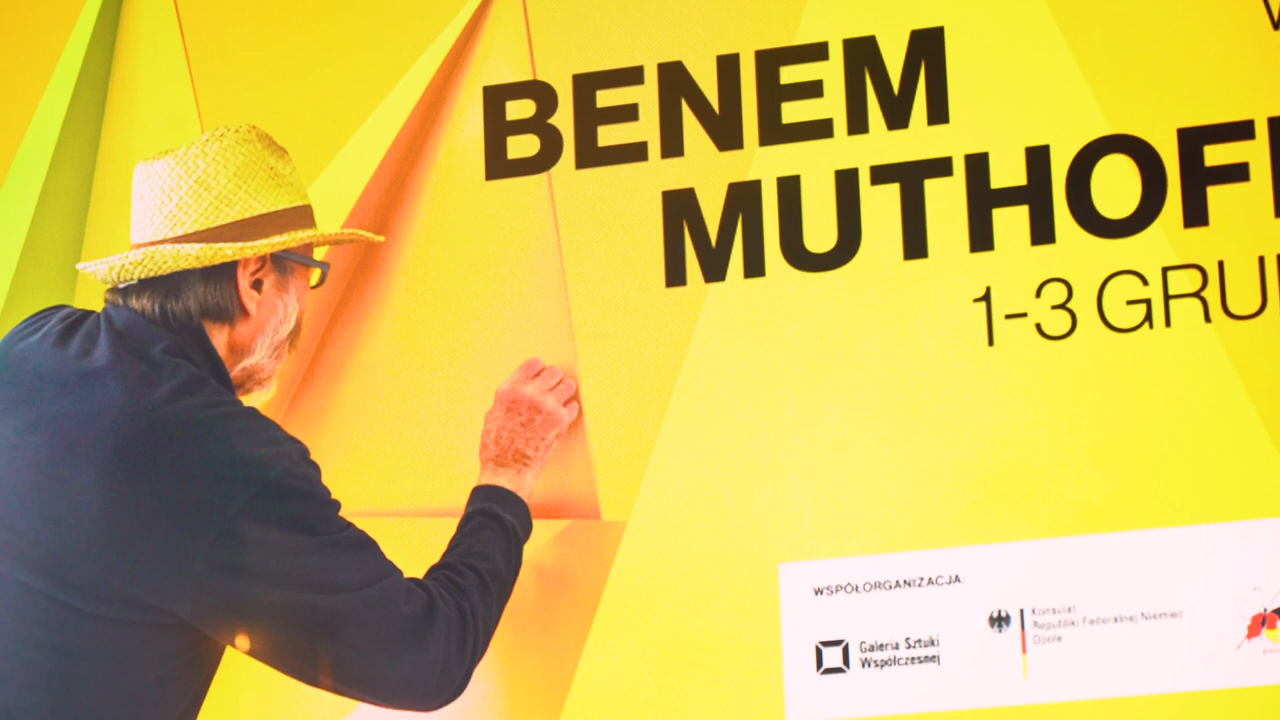 BENEM
MUTHOF
1-3 GRU
WSPÓŁORGANIZACJA:
Galeria Sztuki
Współczesnej
Konsulat
Republiki Federalnej Niemiec
Opole